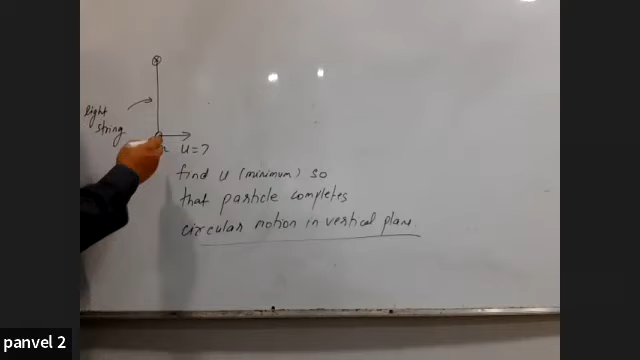 light
string
u=?
find u (minimum) so
that particle completes
circular motion in vertical plane.
panvel 2